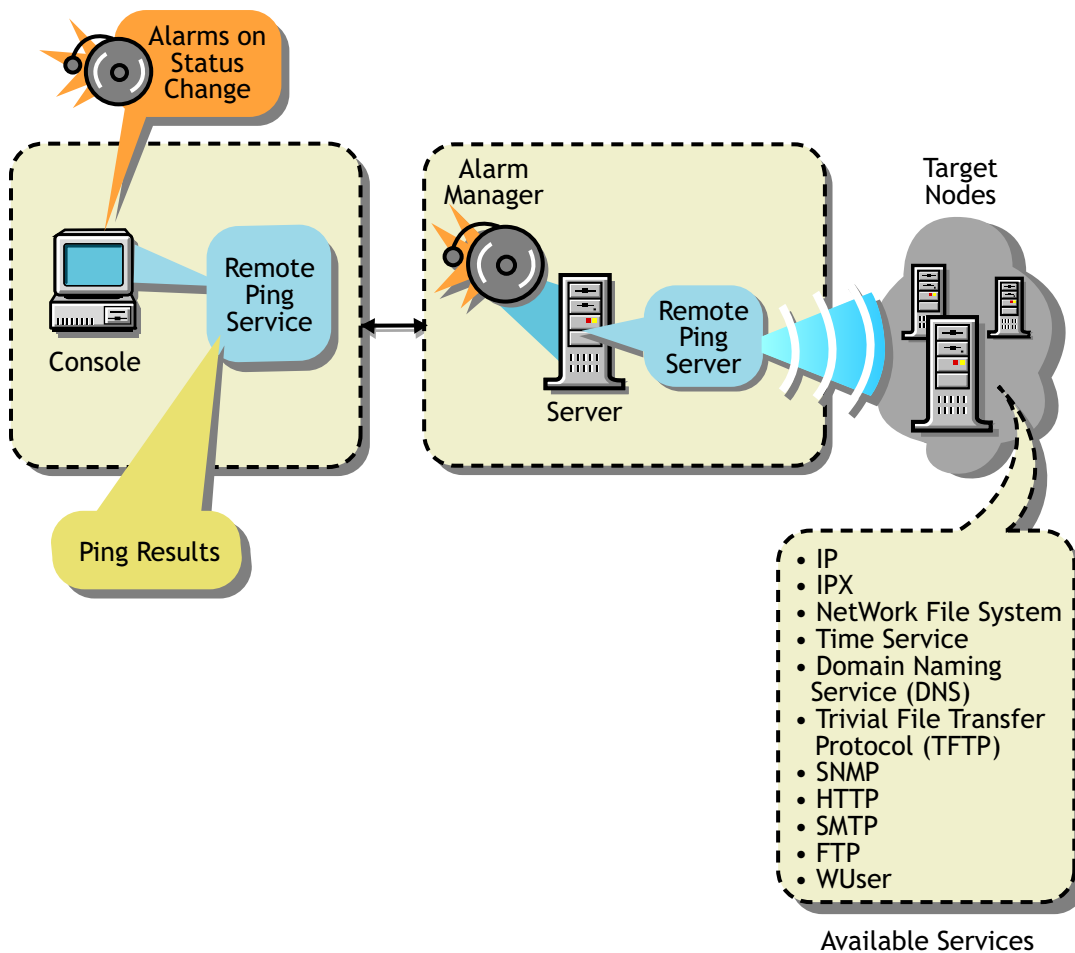 Alarms on
Status
Change
Alarm
Manager
Target
Nodes
Remote
Ping
Service
Console
Remote
Ping
Server
Server
Ping Results
• IP
• IPX
• NetWork File System
• Time Service
• Domain Naming
Service (DNS)
• Trivial File Transfer
Protocol (TFTP)
• SNMP
• HTTP
• SMTP
• FTP
• WUser
Available Services